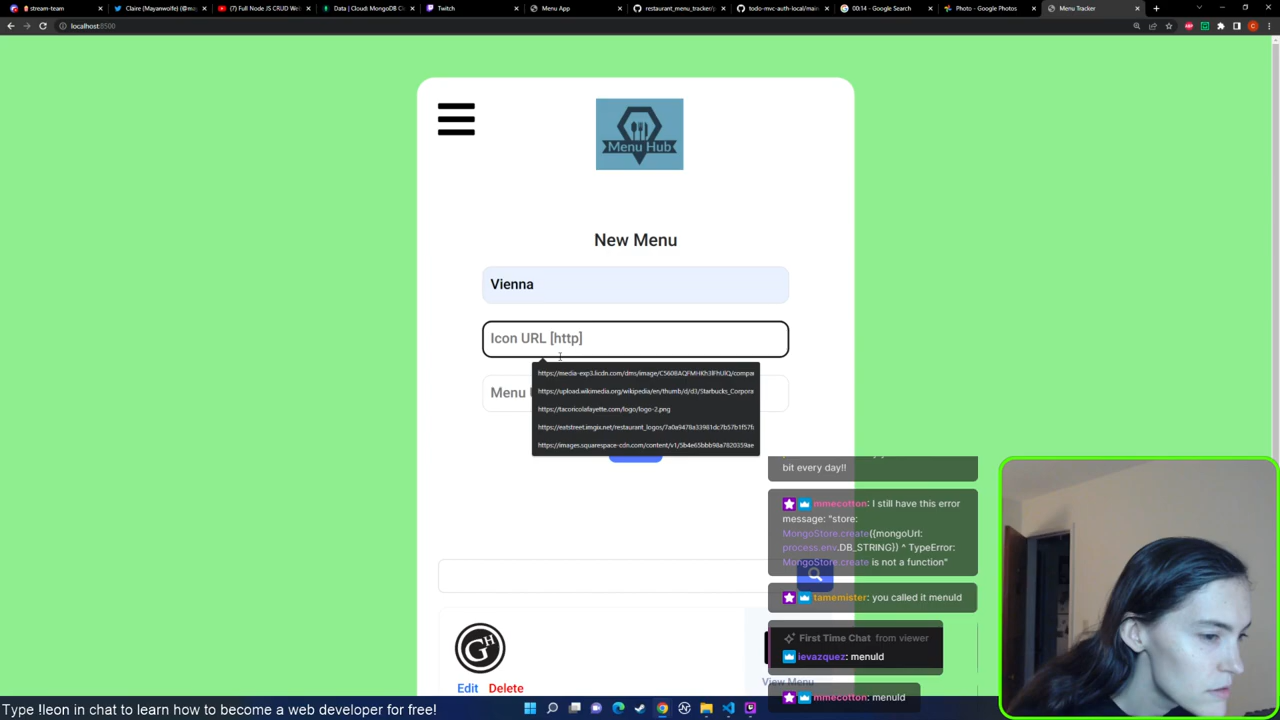 stream-team
Claire (Mayanwolfe) (@ma
(7) Full Node JS CRUD Web
Data | Cloud: MongoDB Cl
Twitch
Menu App
restaurant_menu_tracker/p
todo-mvc-auth-local/main
00:14 - Google Search
Photo - Google Photos
Menu Tracker
localhost:8500
Menu Hub
New Menu
Vienna
Icon URL [http]
https://media-exp3.licdn.com/dms/image/
https://upload.wikimedia.org/wikipedia/en/thumb/d/d3/Starbucks_Corpora
Menu
https://tacoricolafayette.com/logo/logo-2.png
https://eatstreet.imgix.net/restaurant_logos/
https://images.squarespace-cdn.com/content/v1/
bit every day!!
mmecotton: I still have this error
message: "store:
MongoStore.create({mongoUrl:
process.env.DB_STRING}) ^ TypeError:
MongoStore.create is not a function"
tamemister: you called it menuId
First Time Chat from viewer
ievazquez: menuId
GH
View Menu
Edit Delete
mmecotton: menuId
Type !leon in chat to learn how to become a web developer for free!